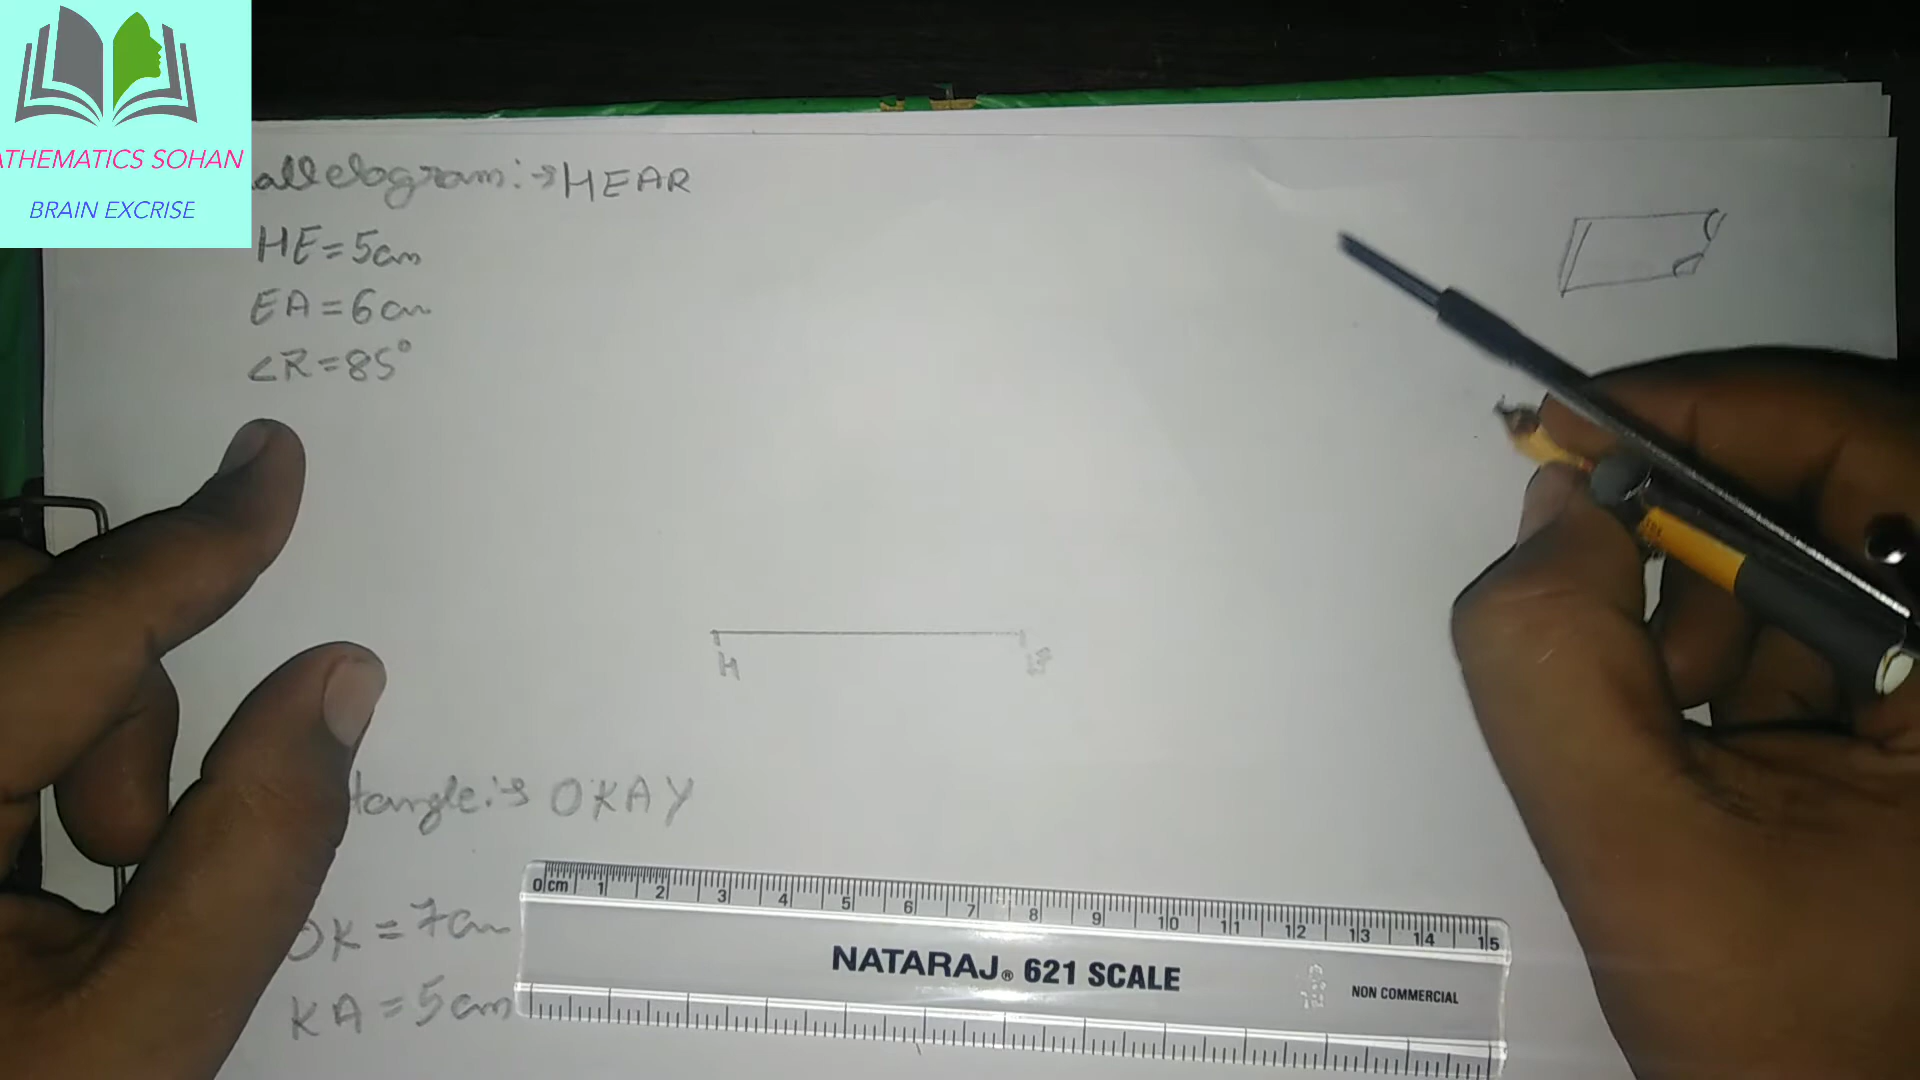 ATHEMATICS SOHAN
BRAIN EXCRISE
allelogram:→HEAR
HE=5cm
EA=6cm
∠R=85°
H
tangle:→ OKAY
OK=7cm
KA=5cm
0 cm 1 2 3 4 5 6 7 8 9 10 11 12 13 14 15
NATARAJ® 621 SCALE
NON COMMERCIAL